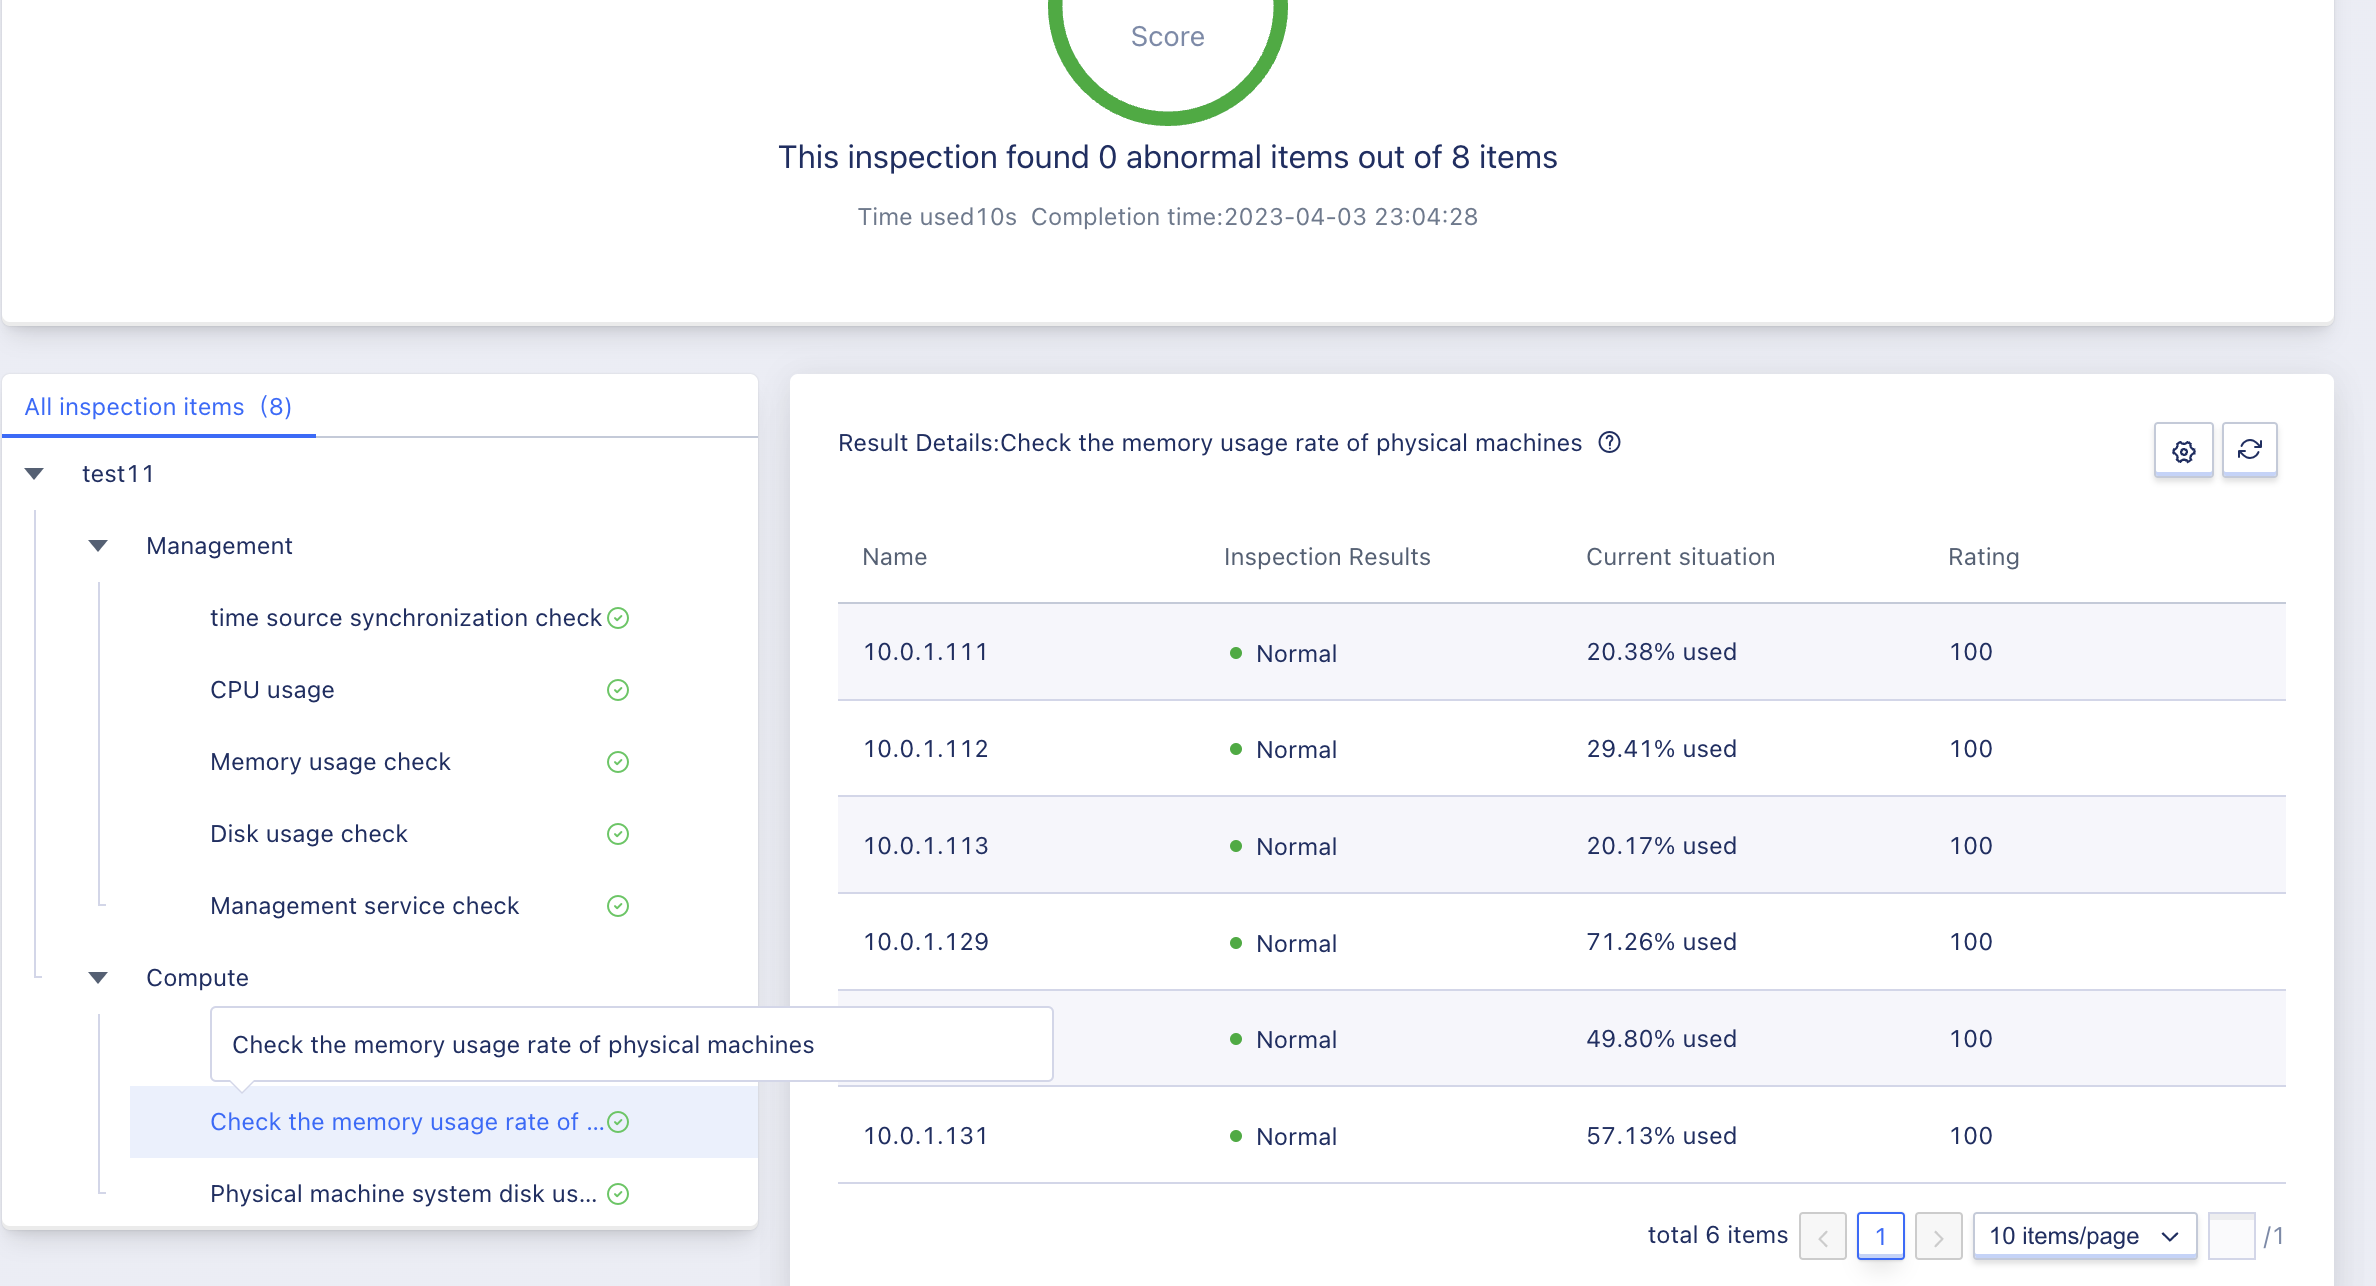 Score
This inspection found 0 abnormal items out of 8 items
Time used10s Completion time:2023-04-03 23:04:28
All inspection items (8)
test11
Management
time source synchronization check
CPU usage
Memory usage check
Disk usage check
Management service check
Compute
Check the memory usage rate of physical machines
Check the memory usage rate of ...
Physical machine system disk us...
Result Details:Check the memory usage rate of physical machines
Name Inspection Results Current situation Rating
10.0.1.111 Normal 20.38% used 100
10.0.1.112 Normal 29.41% used 100
10.0.1.113 Normal 20.17% used 100
10.0.1.129 Normal 71.26% used 100
Normal 49.80% used 100
10.0.1.131 Normal 57.13% used 100
total 6 items 1 10 items/page /1